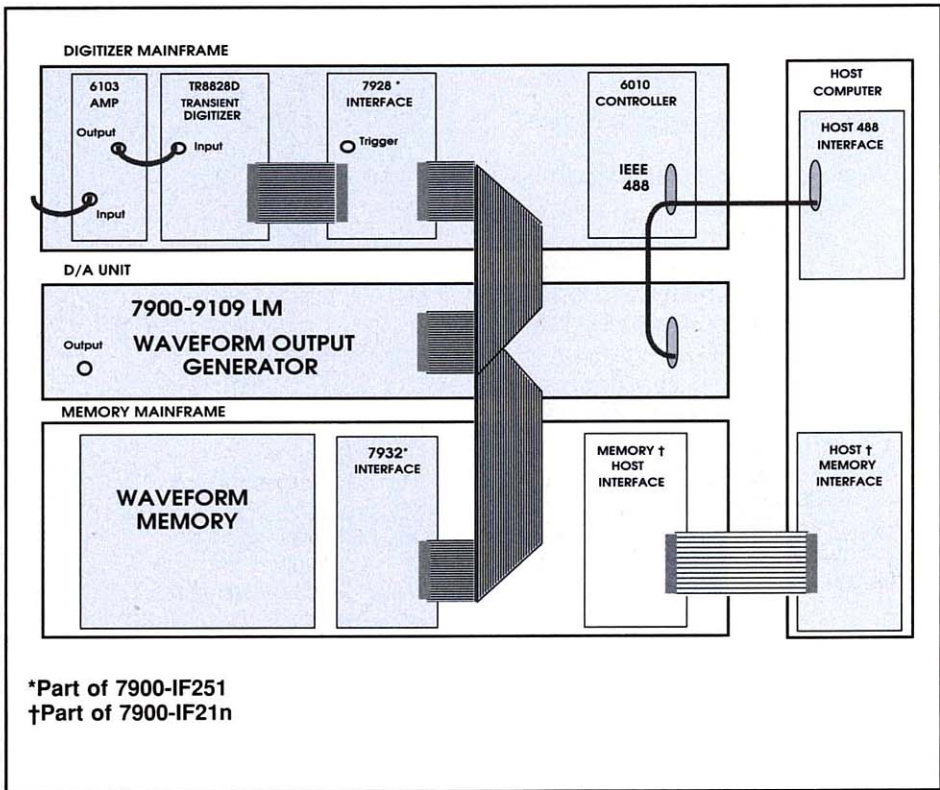 DIGITIZER MAINFRAME
6103
AMP
Output
Input
TR8828D
TRANSIENT
DIGITIZER
Input
7928 *
INTERFACE
Trigger
6010
CONTROLLER
IEEE
488
HOST
COMPUTER
HOST 488
INTERFACE
D/A UNIT
7900-9109 LM
WAVEFORM OUTPUT
GENERATOR
Output
MEMORY MAINFRAME
WAVEFORM
MEMORY
7932*
INTERFACE
MEMORY †
HOST
INTERFACE
HOST †
MEMORY
INTERFACE
*Part of 7900-IF251
†Part of 7900-IF21n